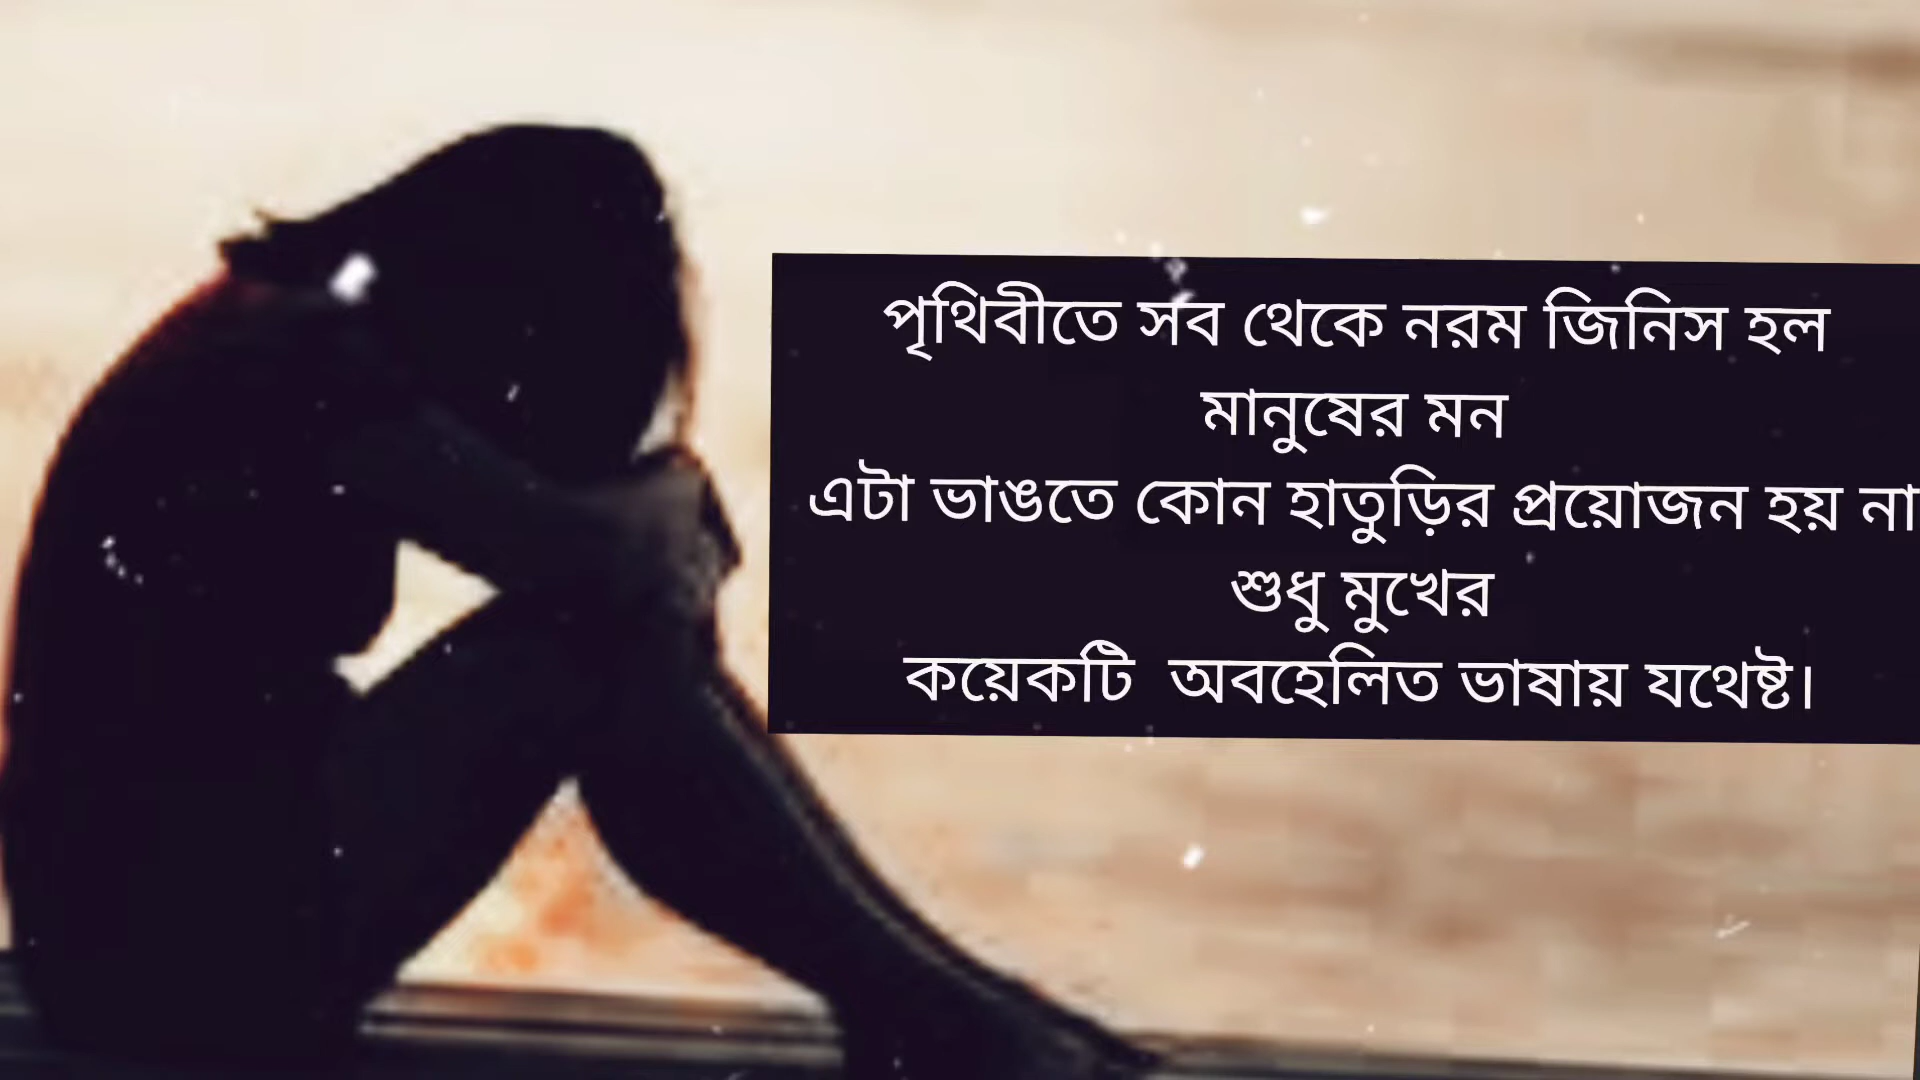 পৃথিবীতে সব থেকে নরম জিনিস হল
মানুষের মন
এটা ভাঙতে কোন হাতুড়ির প্রয়োজন হয় না
শুধু মুখের
কয়েকটি  অবহেলিত ভাষায় যথেষ্ট।